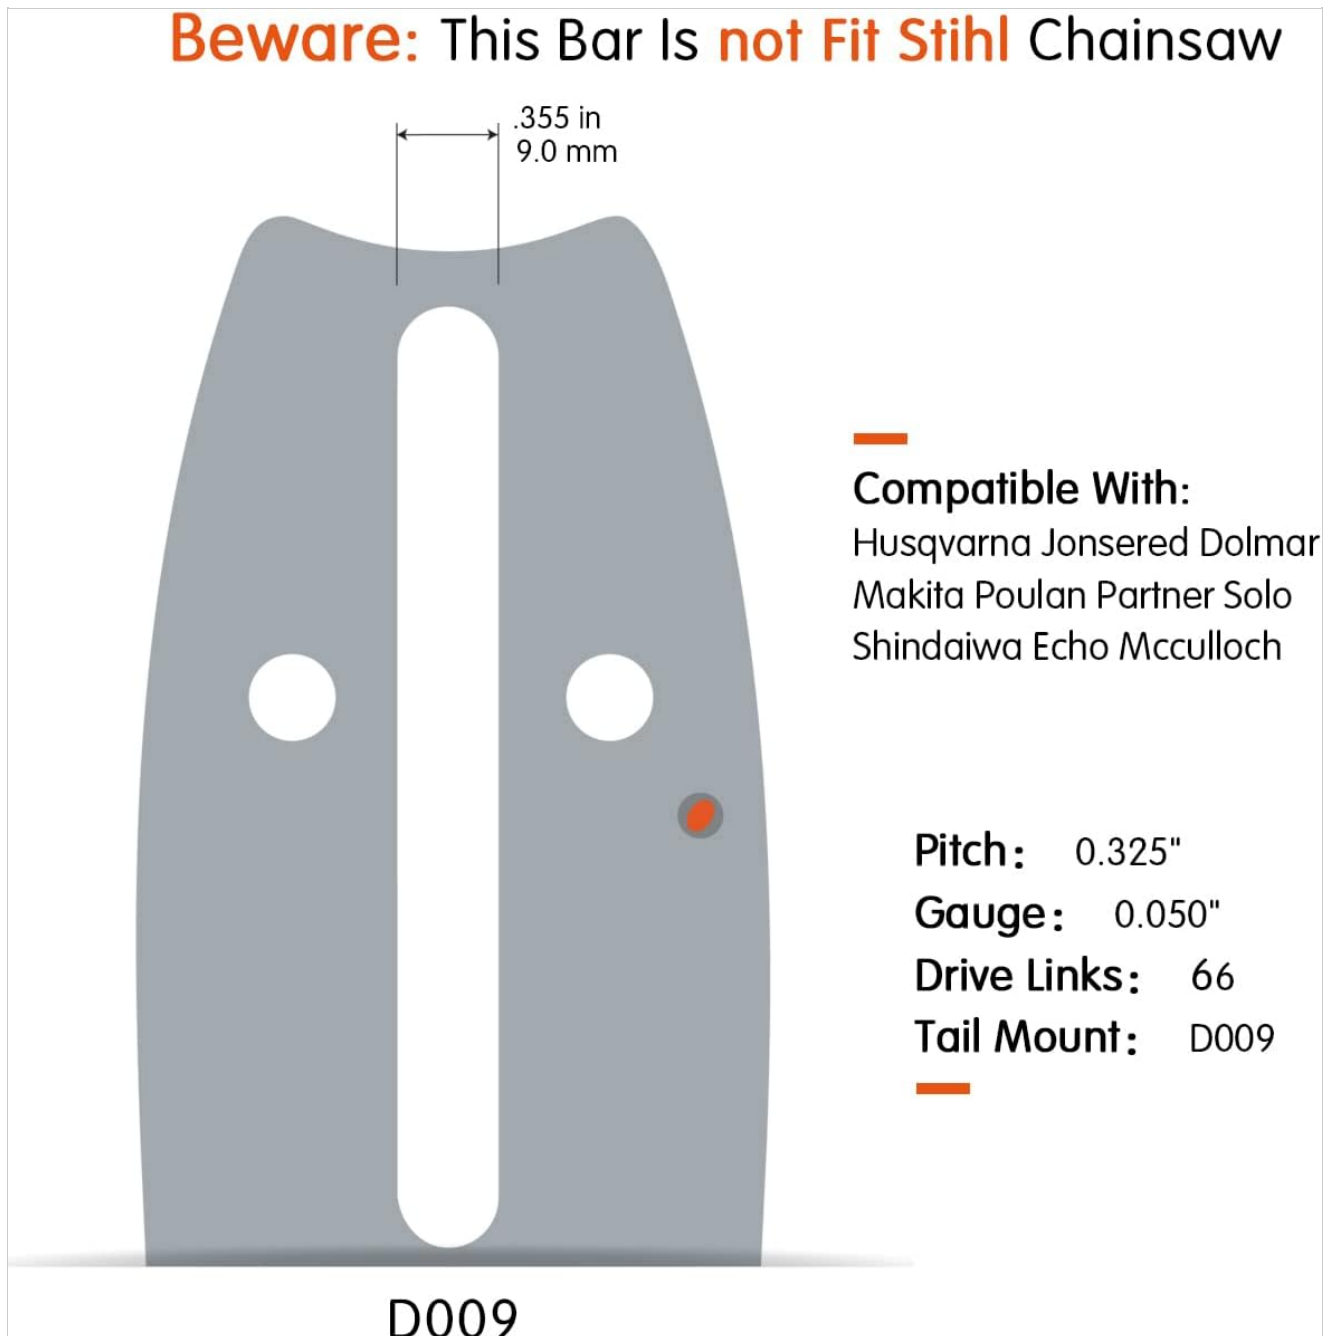 Beware: This Bar Is not Fit Stihl Chainsaw
.355 in
9.0 mm
Compatible With:
Husqvarna Jonsered Dolmar
Makita Poulan Partner Solo
Shindaiwa Echo Mcculloch
Pitch: 0.325"
Gauge: 0.050"
Drive Links: 66
Tail Mount: D009
D009